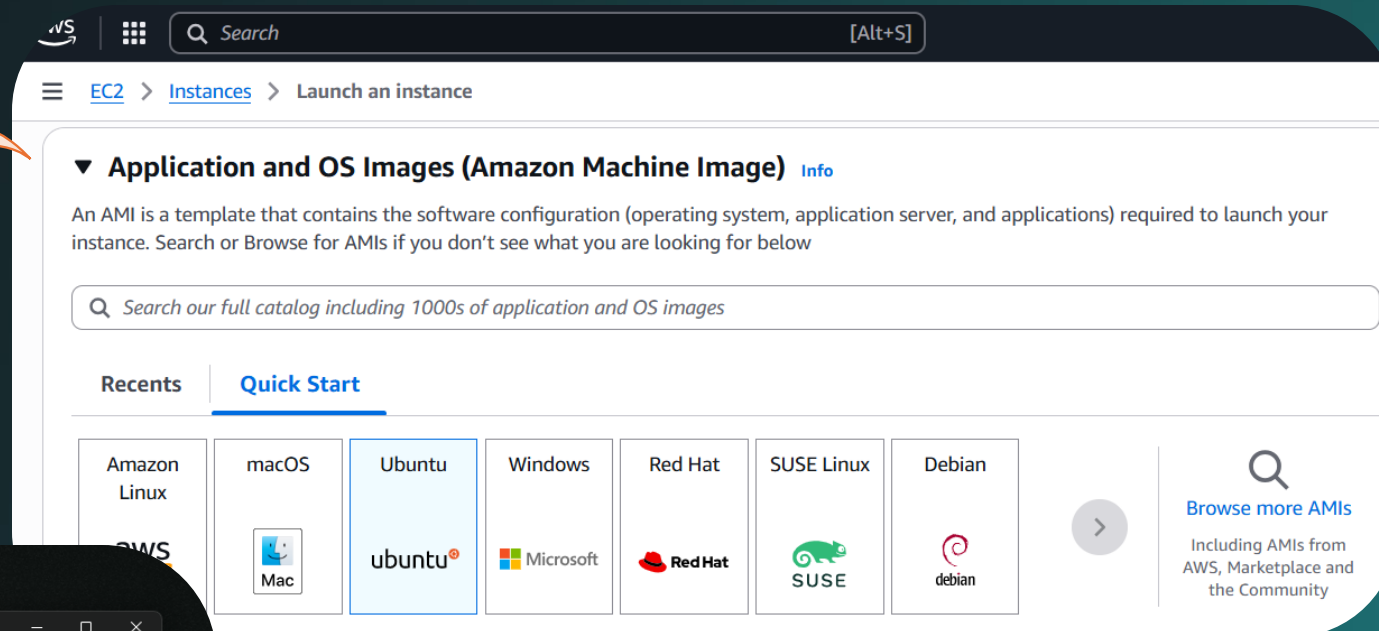 aws
Search [Alt+S]
EC2 > Instances > Launch an instance
Application and OS Images (Amazon Machine Image) Info
An AMI is a template that contains the software configuration (operating system, application server, and applications) required to launch your
instance. Search or Browse for AMIs if you don't see what you are looking for below
Search our full catalog including 1000s of application and OS images
Recents Quick Start
Amazon
Linux
aws
macOS
Mac
Ubuntu
ubuntu
Windows
Microsoft
Red Hat
Red Hat
SUSE Linux
SUSE
Debian
debian
Browse more AMIs
Including AMIs from
AWS, Marketplace and
the Community